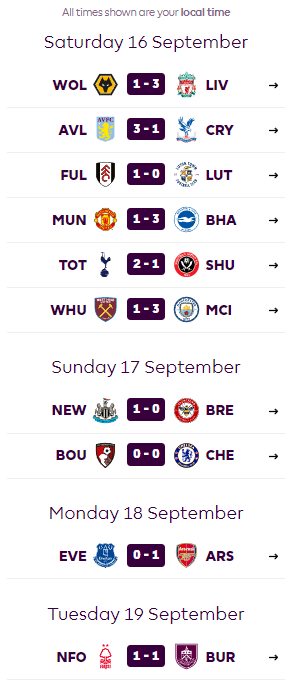 All times shown are your local time
Saturday 16 September
WOL 1 - 3 LIV
AVL 3 - 1 CRY
FUL 1 - 0 LUT
MUN 1 - 3 BHA
TOT 2 - 1 SHU
WHU 1 - 3 MCI
Sunday 17 September
NEW 1 - 0 BRE
BOU 0 - 0 CHE
Monday 18 September
EVE 0 - 1 ARS
Tuesday 19 September
NFO 1 - 1 BUR